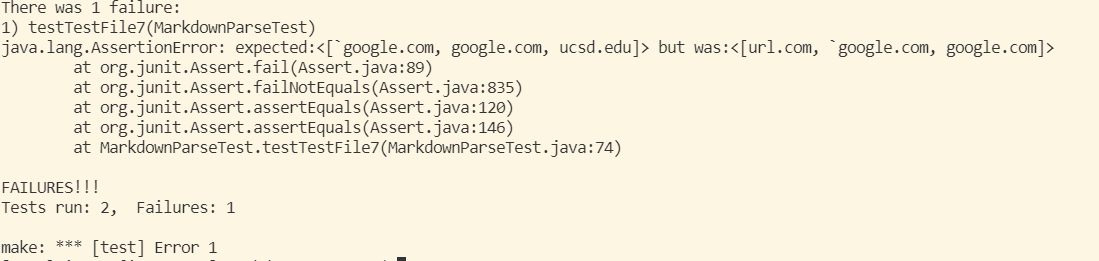 There was 1 failure:
1) testTestFile7(MarkdownParseTest)
java.lang.AssertionError: expected:<[`google.com, google.com, ucsd.edu]> but was:<[url.com, `google.com, google.com]>
at org.junit.Assert.fail(Assert.java:89)
at org.junit.Assert.failNotEquals(Assert.java:835)
at org.junit.Assert.assertEquals(Assert.java:120)
at org.junit.Assert.assertEquals(Assert.java:146)
at MarkdownParseTest.testTestFile7(MarkdownParseTest.java:74)
FAILURES!!!
Tests run: 2,  Failures: 1
make: *** [test] Error 1